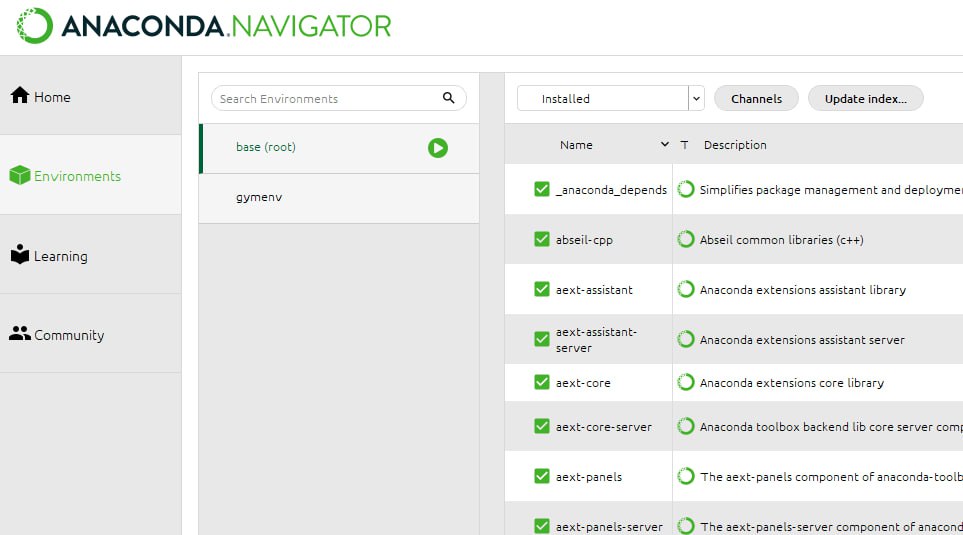 ANACONDA.NAVIGATOR
Home
Environments
Learning
Community
Search Environments
base (root)
gymenv
Installed
Channels
Update index...
Name
T
Description
_anaconda_depends
Simplifies package management and deployme
abseil-cpp
Abseil common libraries (c++)
aext-assistant
Anaconda extensions assistant library
aext-assistant-
server
Anaconda extensions assistant server
aext-core
Anaconda extensions core library
aext-core-server
Anaconda toolbox backend lib core server comp
aext-panels
The aext-panels component of anaconda-toolb
aext-panels-server
The aext-panels-server component of anacond